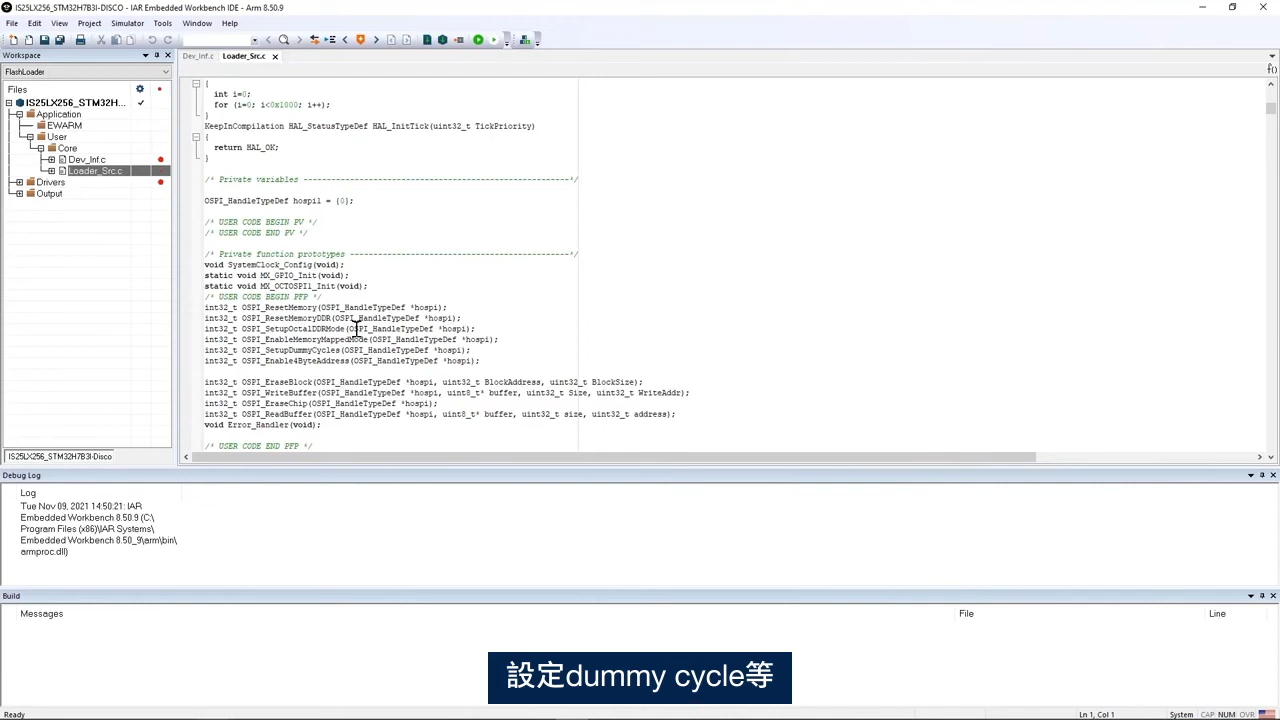 IS25LX256_STM32H7B3I-DISCO - IAR Embedded Workbench IDE - Arm 8.50.9
File Edit View Project Simulator Tools Window Help
Workspace
Dev_Inf.c Loader_Src.c
FlashLoader
Files
IS25LX256_STM32H...
Application
EWARM
User
Core
Dev_Inf.c
Loader_Src.c
Drivers
Output
IS25LX256_STM32H7B3I-Disco
{
int i=0;
for (i=0; i<0x1000; i++);
}
KeepInCompilation HAL_StatusTypeDef HAL_InitTick(uint32_t TickPriority)
{
return HAL_OK;
}
/* Private variables ---------------------------------------------------------*/
OSPI_HandleTypeDef hospi1 = {0};
/* USER CODE BEGIN PV */
/* USER CODE END PV */
/* Private function prototypes -----------------------------------------------*/
void SystemClock_Config(void);
static void MX_GPIO_Init(void);
static void MX_OCTOSPI1_Init(void);
/* USER CODE BEGIN PFP */
int32_t OSPI_ResetMemory(OSPI_HandleTypeDef *hospi);
int32_t OSPI_ResetMemoryDDR(OSPI_HandleTypeDef *hospi);
int32_t OSPI_SetupOctalDDRMode(OSPI_HandleTypeDef *hospi);
int32_t OSPI_EnableMemoryMappedMode(OSPI_HandleTypeDef *hospi);
int32_t OSPI_SetupDummyCycles(OSPI_HandleTypeDef *hospi);
int32_t OSPI_Enable4ByteAddress(OSPI_HandleTypeDef *hospi);
int32_t OSPI_EraseBlock(OSPI_HandleTypeDef *hospi, uint32_t BlockAddress, uint32_t BlockSize);
int32_t OSPI_WriteBuffer(OSPI_HandleTypeDef *hospi, uint8_t* buffer, uint32_t Size, uint32_t WriteAddr);
int32_t OSPI_EraseChip(OSPI_HandleTypeDef *hospi);
int32_t OSPI_ReadBuffer(OSPI_HandleTypeDef *hospi, uint8_t* buffer, uint32_t size, uint32_t address);
void Error_Handler(void);
/* USER CODE END PFP */
Debug Log
Log
Tue Nov 09, 2021 14:50:21: IAR
Embedded Workbench 8.50.9 (C:\
Program Files (x86)\IAR Systems\
Embedded Workbench 8.50_9\arm\bin\
armproc.dll)
Build
Messages File Line
設定dummy cycle等
Ready Ln 1, Col 1 System CAP NUM OVR